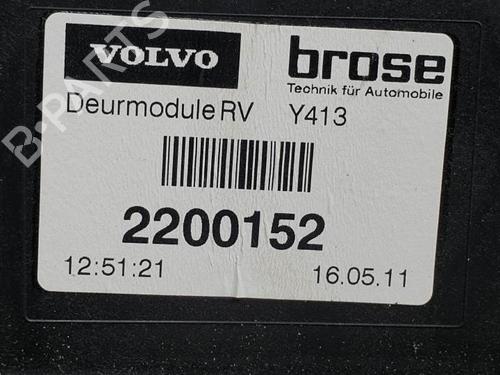 VOLVO
brose
Technik für Automobile
Deurmodule RV Y413
2200152
12:51:21 16.05.11
B-PARTS